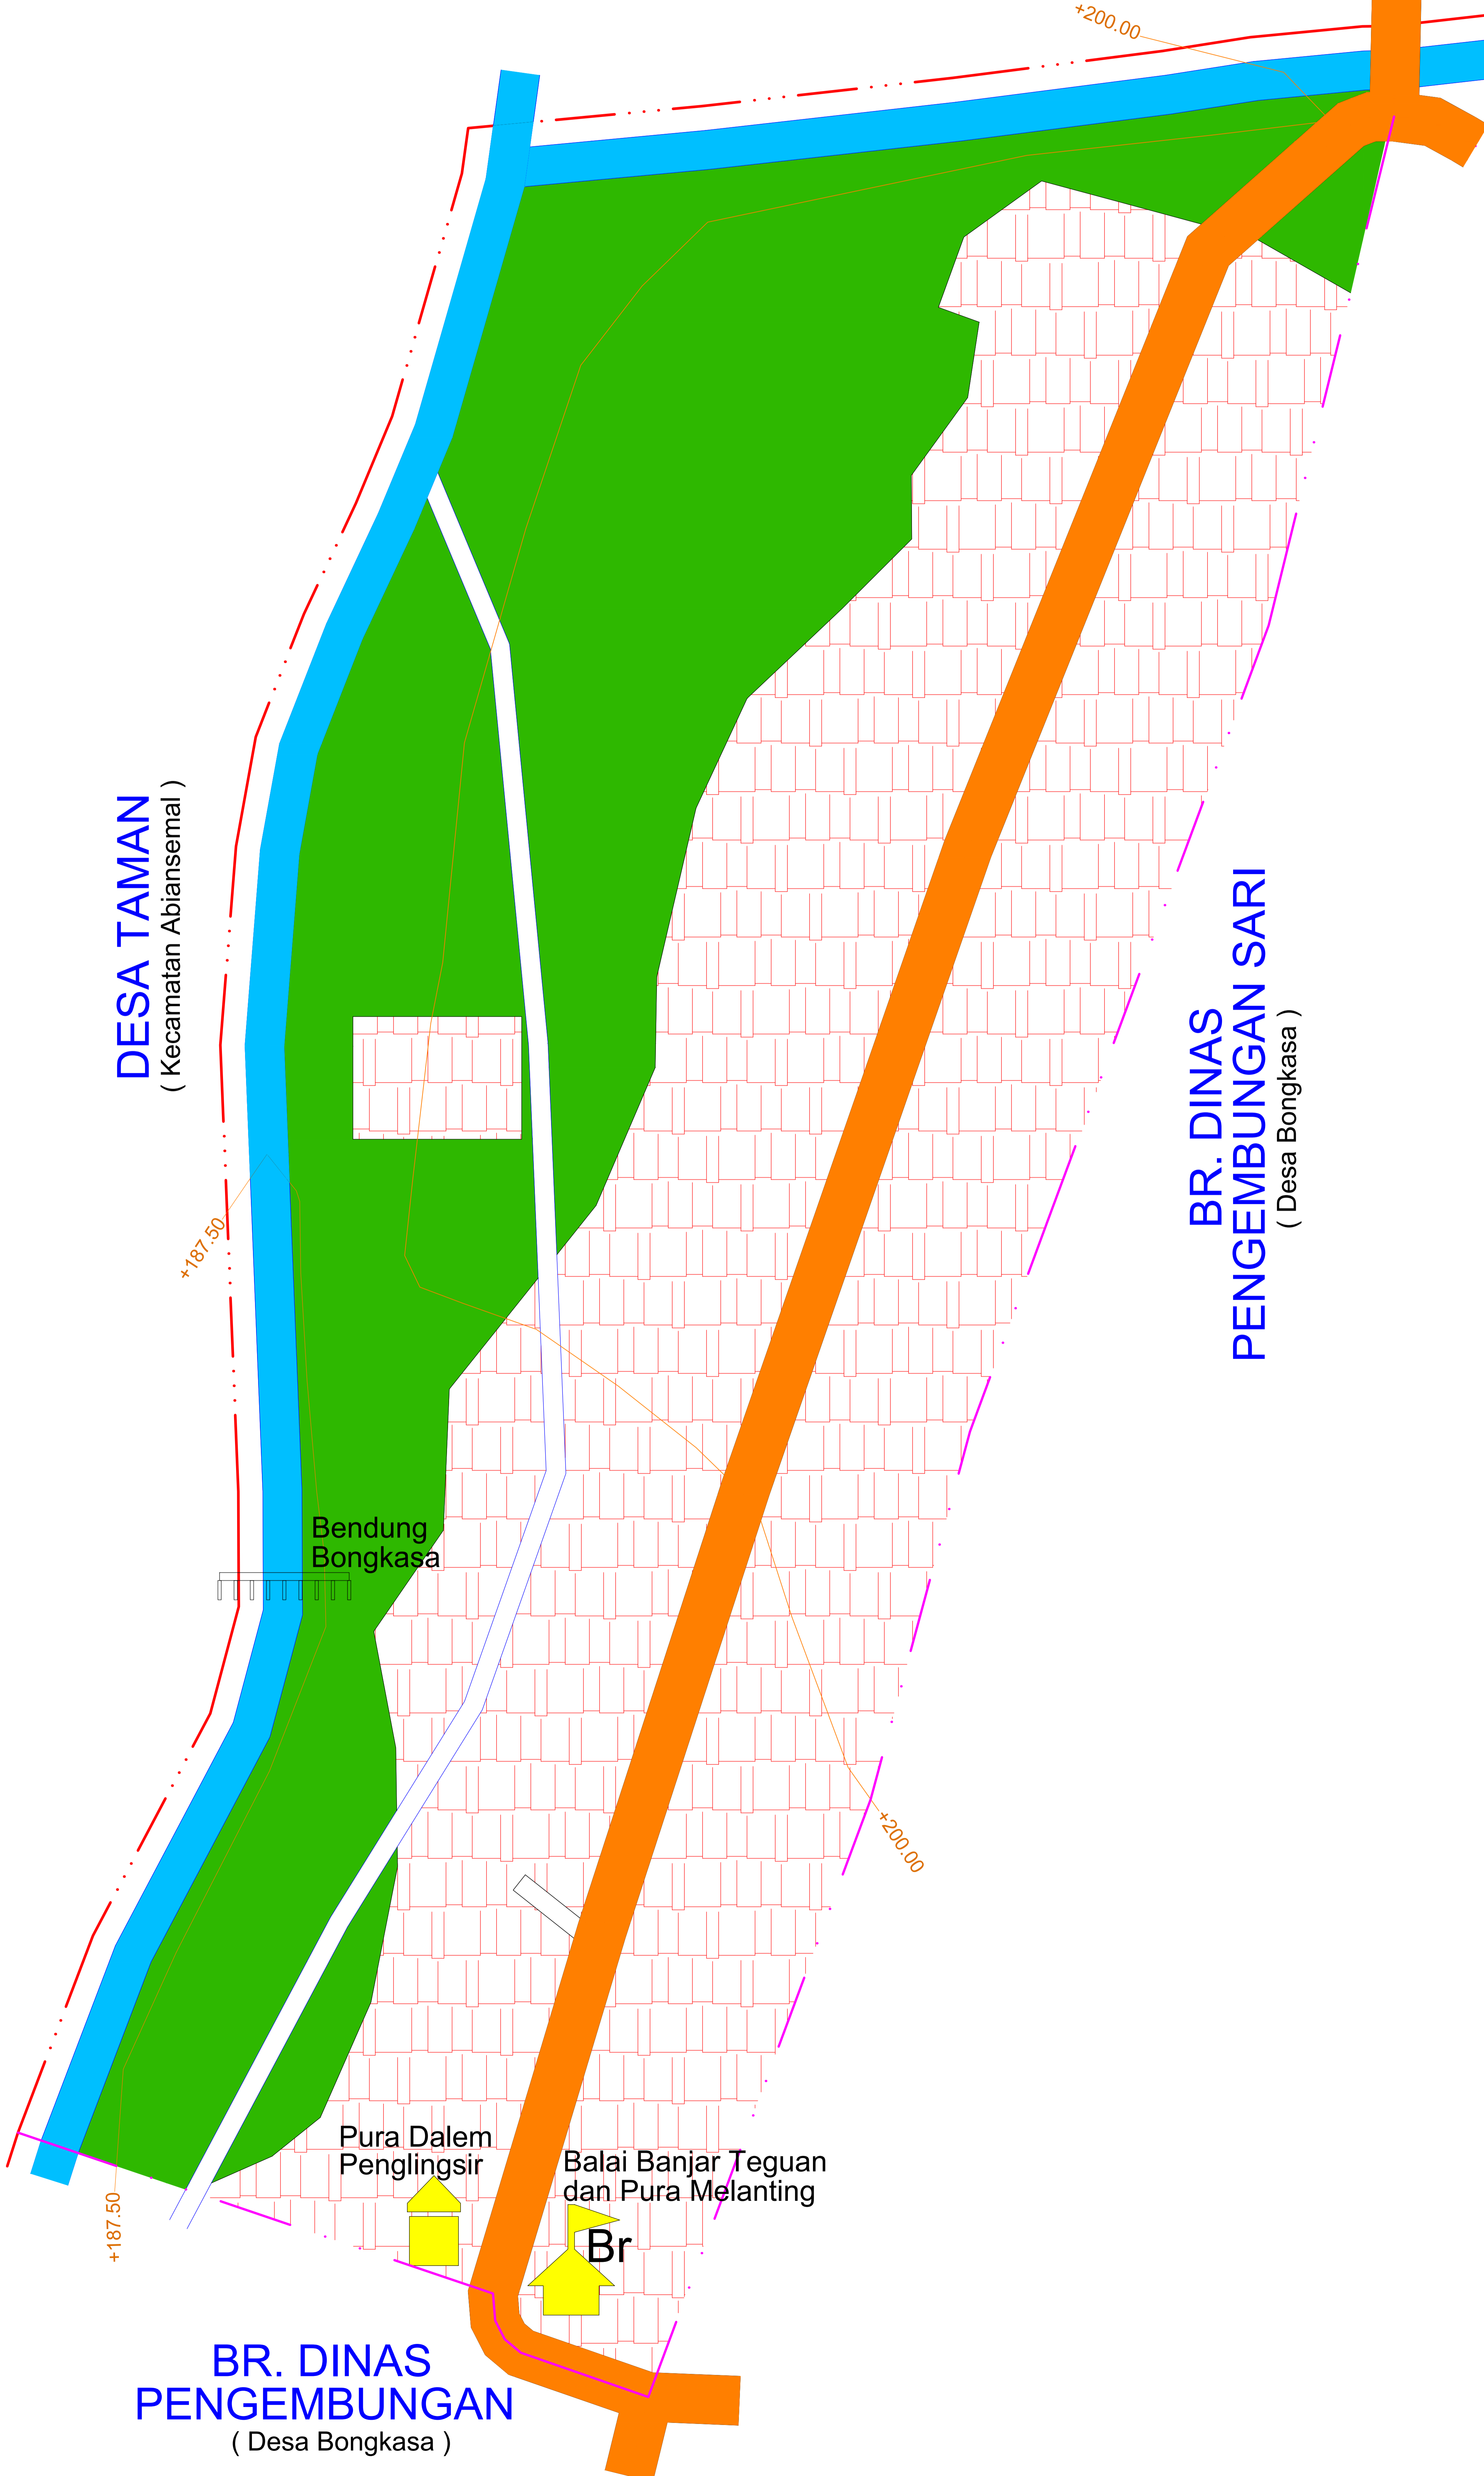 +200.00
DESA TAMAN
( Kecamatan Abiansemal )
BR. DINAS
PENGEMBUNGAN SARI
( Desa Bongkasa )
+187.50
Bendung
Bongkasa
+200.00
Pura Dalem
Penglingsir
Balai Banjar Teguan
dan Pura Melanting
Br
+187.50
BR. DINAS
PENGEMBUNGAN
( Desa Bongkasa )